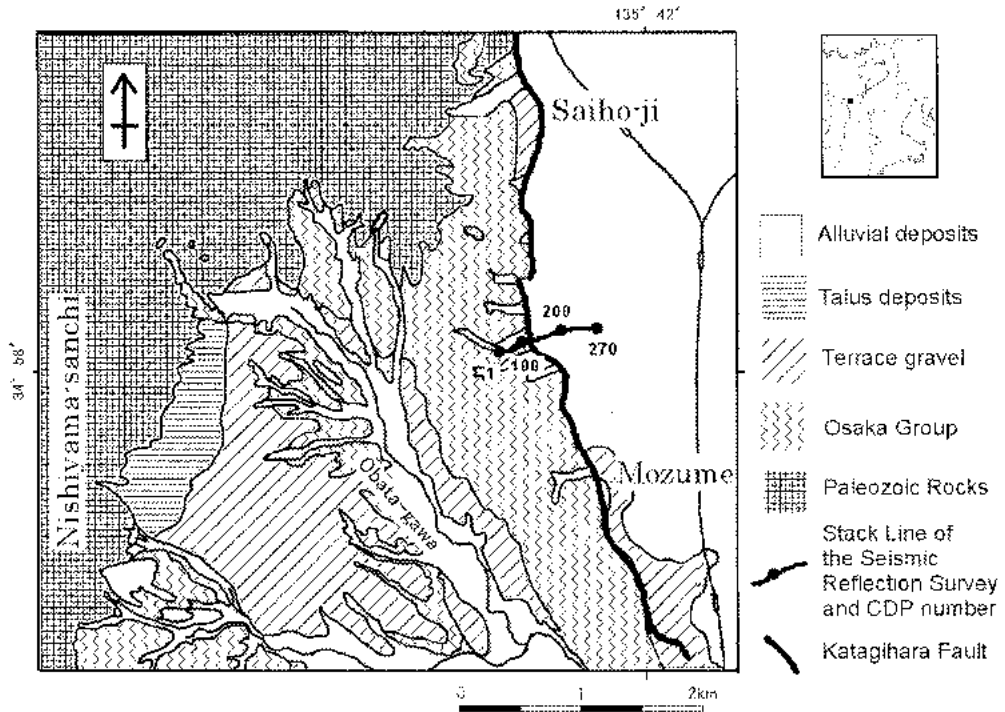 135° 42'
Saiho-ji
200
270
51
100
34° 58'
Nishiyama sanchi
Obata-gawa
Mozume
0 1 2km
Alluvial deposits
Talus deposits
Terrace gravel
Osaka Group
Paleozoic Rocks
Stack Line of
the Seismic
Reflection Survey
and CDP number
Katagihara Fault